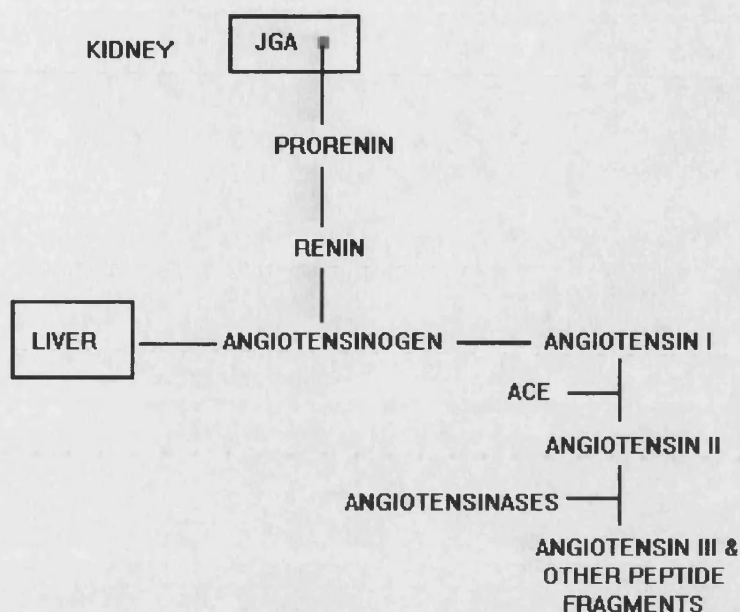 KIDNEY
JGA
PRORENIN
RENIN
LIVER
ANGIOTENSINOGEN
ANGIOTENSIN I
ACE
ANGIOTENSIN II
ANGIOTENSINASES
ANGIOTENSIN III &
OTHER PEPTIDE
FRAGMENTS